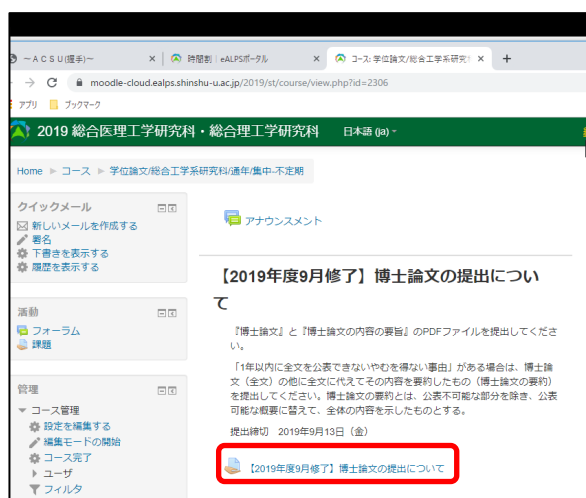 ～ＡＣＳＵ(握手)～
時間割｜eALPSポータル
コース: 学位論文/総合工学系研究
moodle-cloud.ealps.shinshu-u.ac.jp/2019/st/course/view.php?id=2306
アプリ ブックマーク
2019 総合医理工学研究科・総合理工学研究科 日本語 (ja)
Home ► コース ► 学位論文/総合工学系研究科/通年/集中-不定期
クイックメール
新しいメールを作成する
署名
下書きを表示する
履歴を表示する
活動
フォーラム
課題
管理
コース管理
設定を編集する
編集モードの開始
コース完了
ユーザ
フィルタ
アナウンスメント
【2019年度9月修了】博士論文の提出につい
て
『博士論文』と『博士論文の内容の要旨』のPDFファイルを提出してくださ
い。
「1年以内に全文を公表できないやむを得ない事由」がある場合は、博士論
文（全文）の他に全文に代えてその内容を要約したもの（博士論文の要約）
を提出してください。博士論文の要約とは、公表不可能な部分を除き、公表
可能な概要に替えて、全体の内容を示したものとする。
提出締切 2019年9月13日（金）
【2019年度9月修了】博士論文の提出について